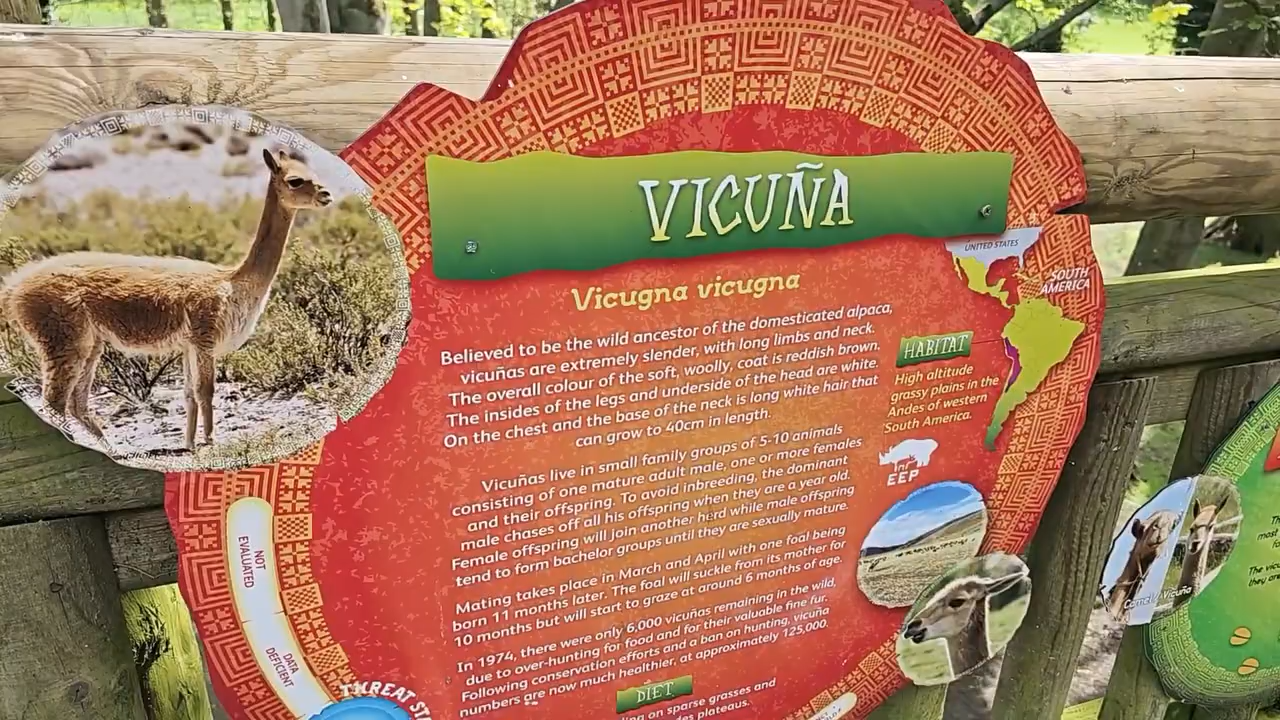 VICUÑA
Vicugna vicugna
Believed to be the wild ancestor of the domesticated alpaca,
vicuñas are extremely slender, with long limbs and neck.
The overall colour of the soft, woolly, coat is reddish brown.
The insides of the legs and underside of the head are white.
On the chest and the base of the neck is long white hair that
can grow to 40cm in length.
Vicuñas live in small family groups of 5-10 animals
consisting of one mature adult male, one or more females
and their offspring. To avoid inbreeding, the dominant
male chases off all his offspring when they are a year old.
Female offspring will join another herd while male offspring
tend to form bachelor groups until they are sexually mature.
Mating takes place in March and April with one foal being
born 11 months later. The foal will suckle from its mother for
10 months but will start to graze at around 6 months of age.
In 1974, there were only 6,000 vicuñas remaining in the wild,
due to over-hunting for food and for their valuable fine fur.
Following conservation efforts and a ban on hunting, vicuña
numbers are now much healthier, at approximately 125,000.
DIET
on sparse grasses and
plateaus.
UNITED STATES
SOUTH
AMERICA
HABITAT
High altitude
grassy plains in the
Andes of western
South America.
EEP
NOT
EVALUATED
DATA
DEFICIENT
THREAT
Camel / Vicuña
most
The
they are